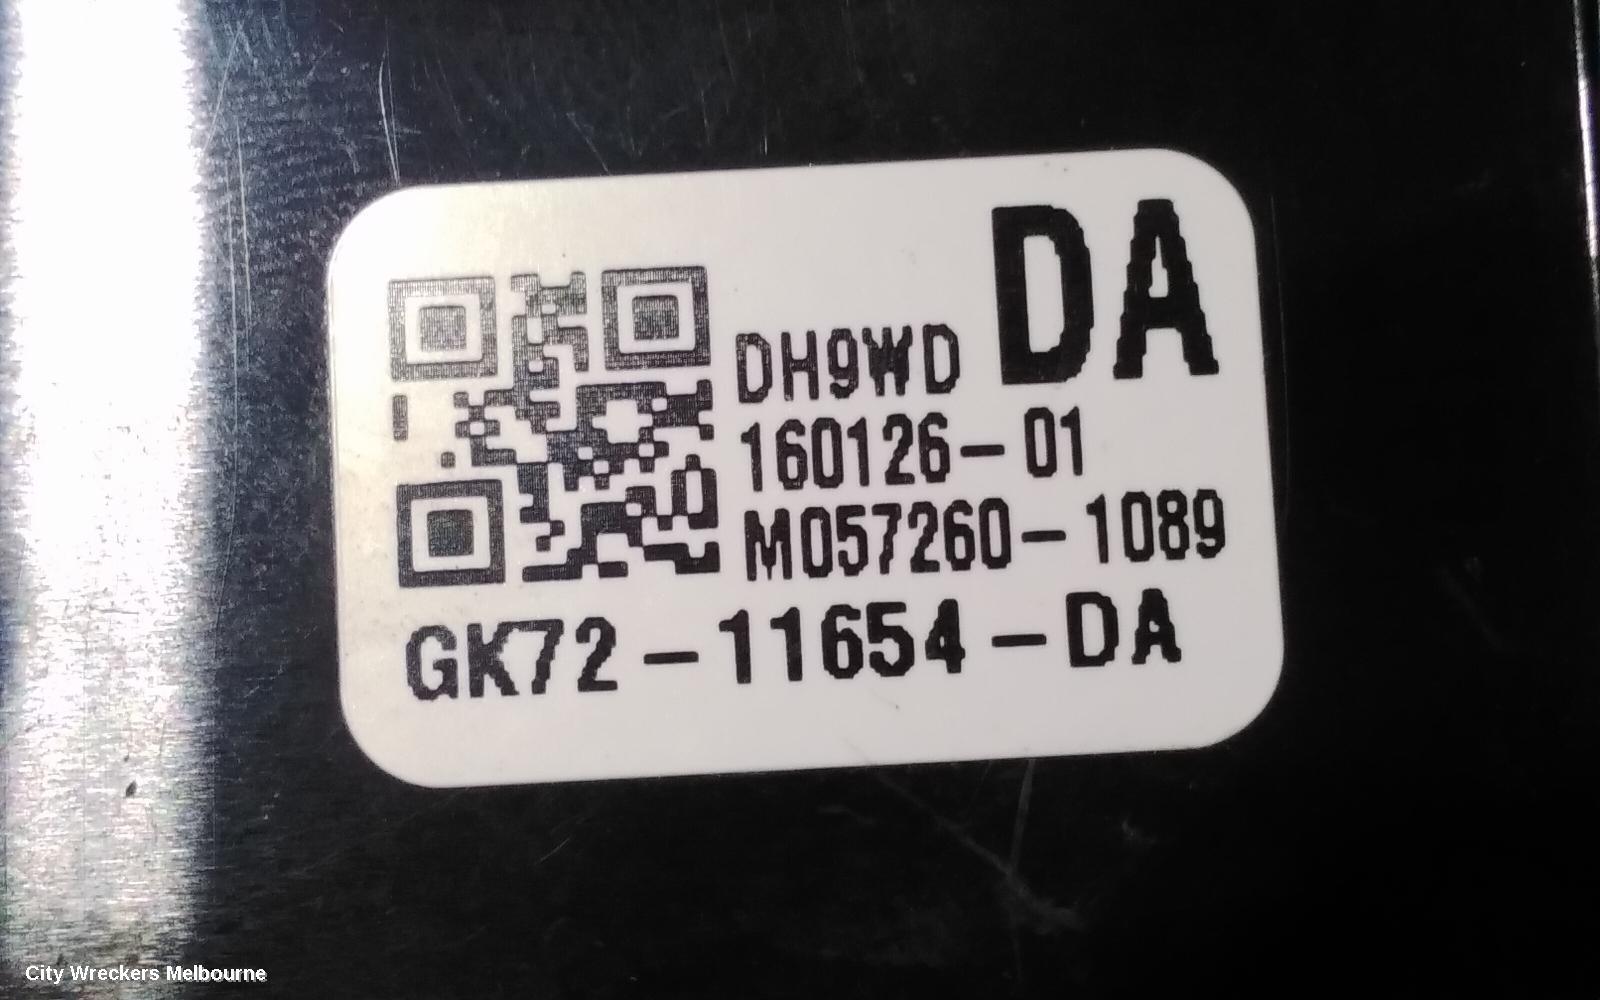 DA
DH9WD
160126-01
M057260-1089
GK72-11654-DA
City Wreckers Melbourne